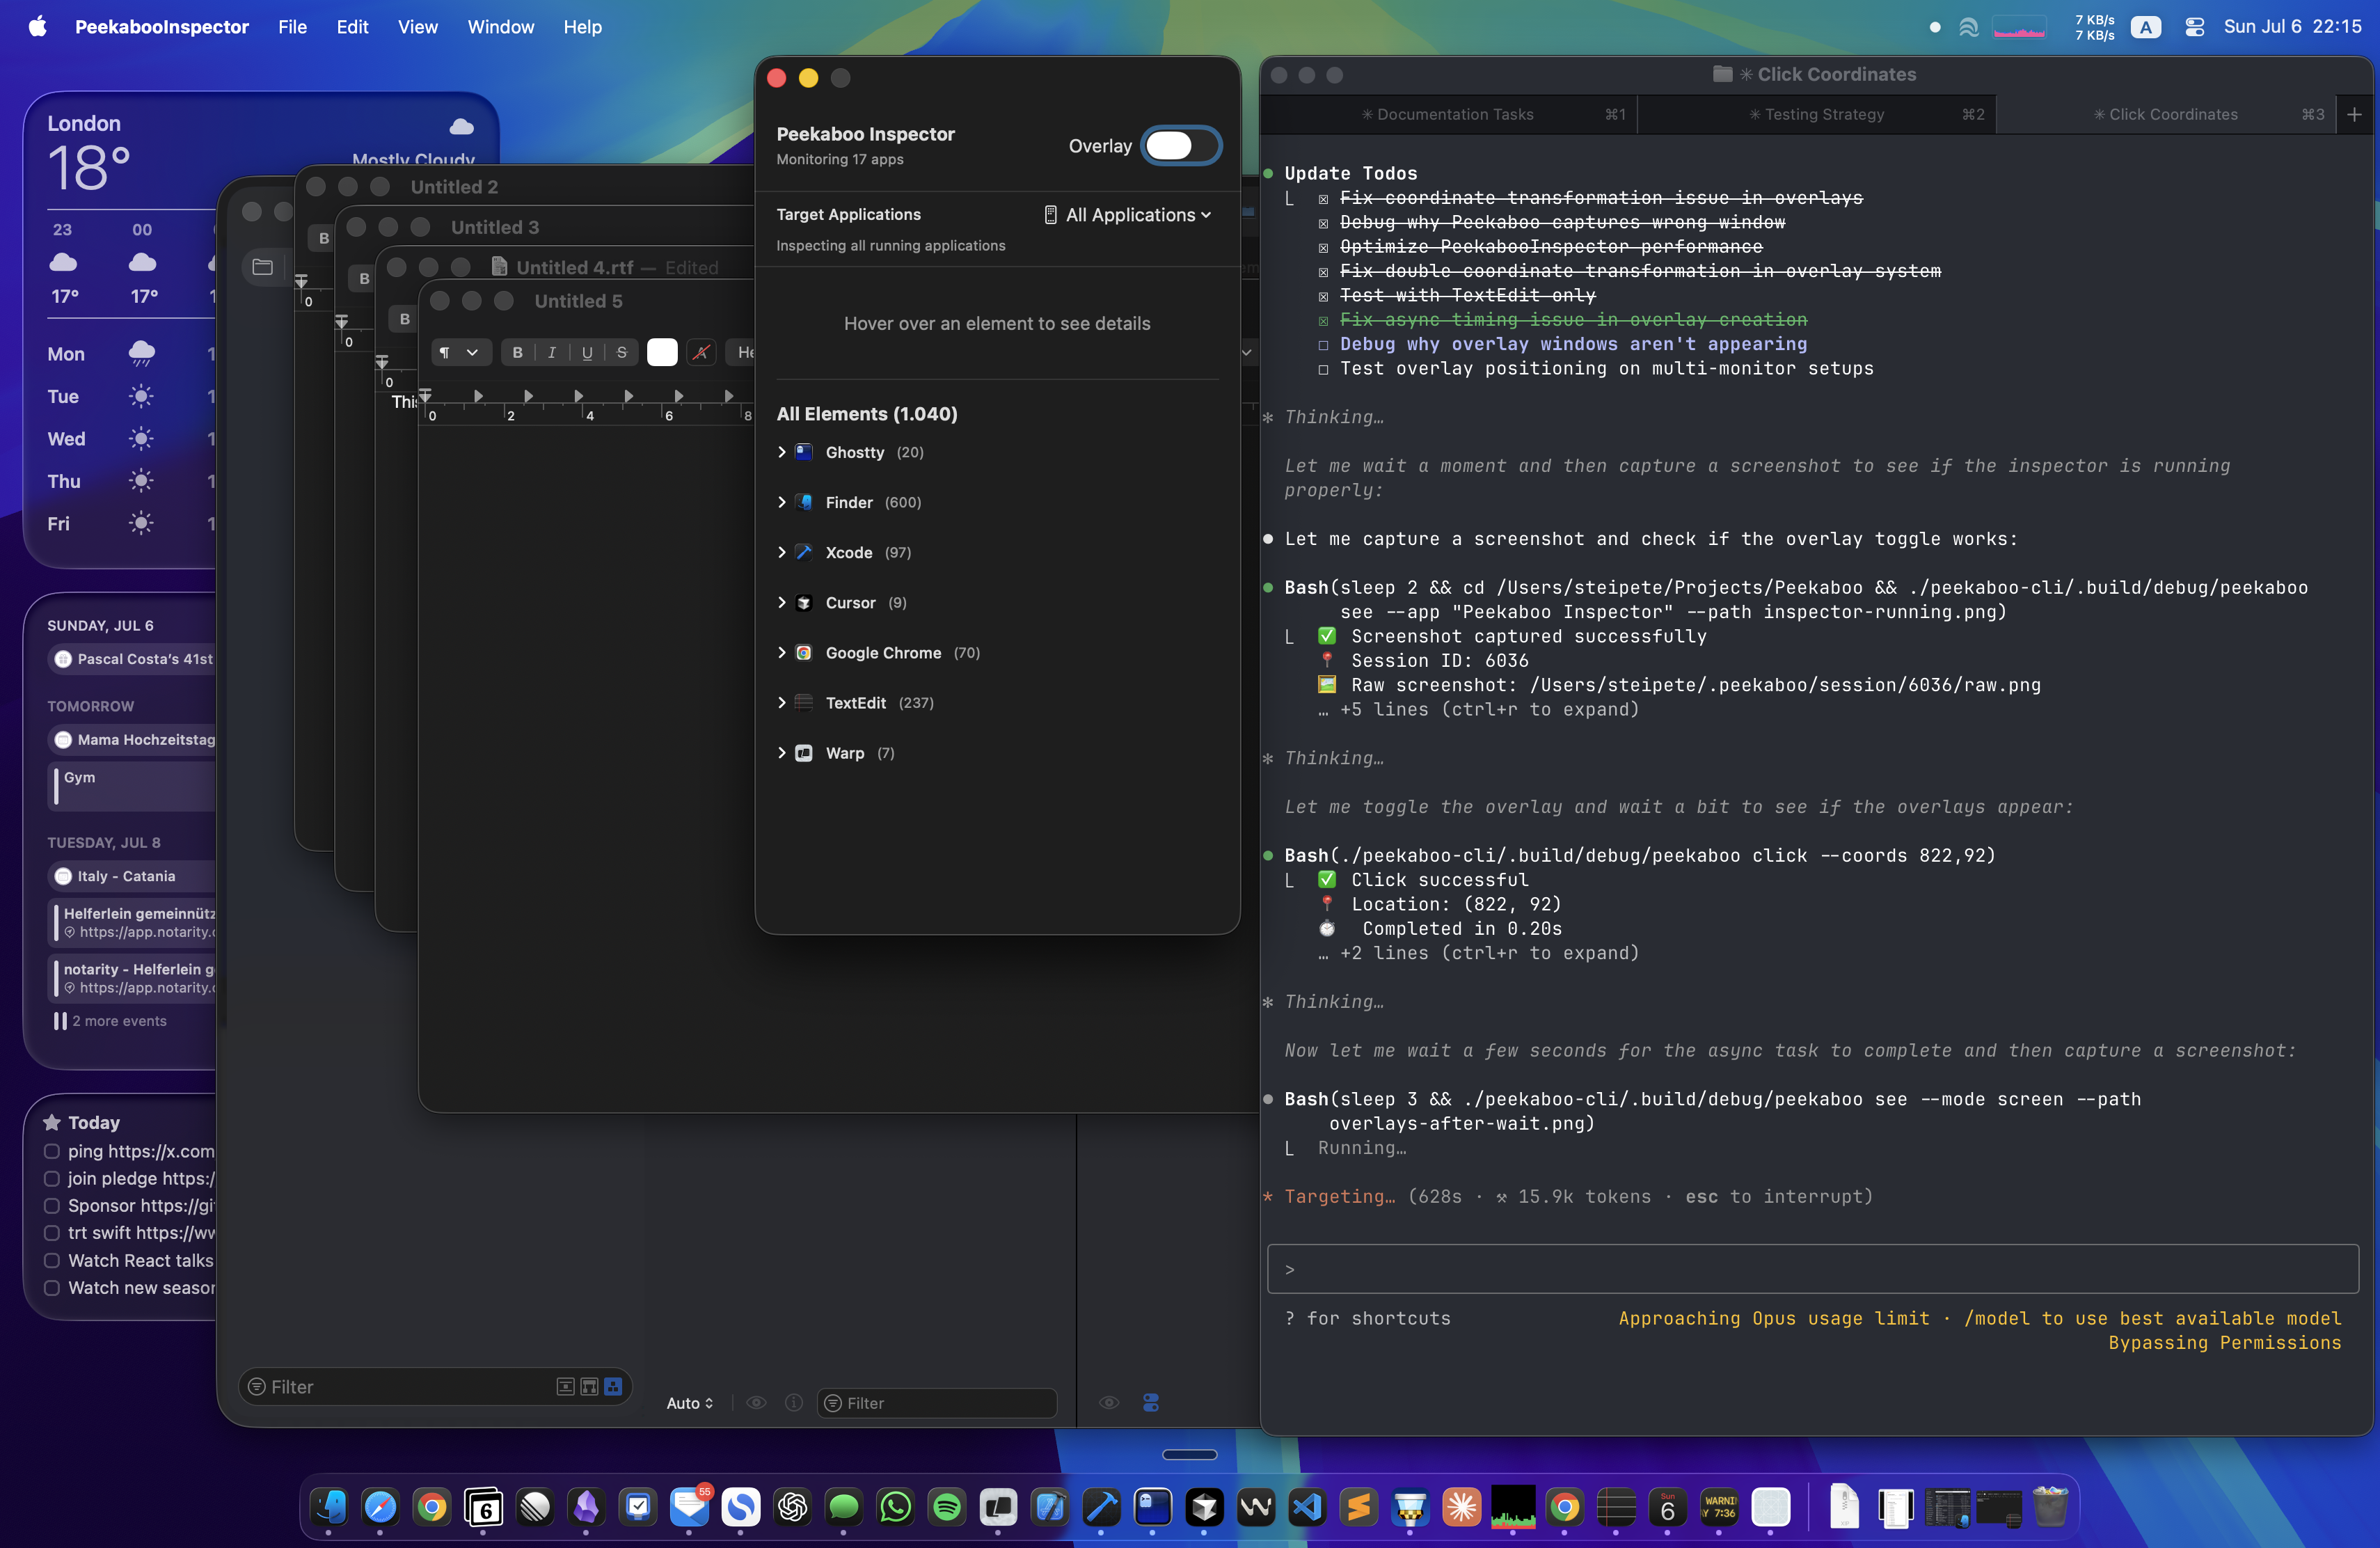 PeekabooInspector File Edit View Window Help
7 KB/s
7 KB/s
A
Sun Jul 6 22:15
London
18°
Mostly Cloudy
23 00
17° 17°
Mon
Tue
Wed
Thu
Fri
SUNDAY, JUL 6
Pascal Costa's 41st
TOMORROW
Mama Hochzeitstag
Gym
TUESDAY, JUL 8
Italy - Catania
Helferlein gemeinnütz
https://app.notarity.c
notarity - Helferlein g
https://app.notarity.c
2 more events
Today
ping https://x.com
join pledge https:/
Sponsor https://gi
trt swift https://w
Watch React talks
Watch new season
Untitled 2
B
0
Untitled 3
B
0
Untitled 4.rtf — Edited
B
0
This
Untitled 5
¶ B I U S A He
0 2 4 6 8
Filter
Auto
Filter
Peekaboo Inspector
Monitoring 17 apps
Overlay
Target Applications
All Applications
Inspecting all running applications
Hover over an element to see details
All Elements (1.040)
Ghostty (20)
Finder (600)
Xcode (97)
Cursor (9)
Google Chrome (70)
TextEdit (237)
Warp (7)
✳ Click Coordinates
✳ Documentation Tasks ⌘1
✳ Testing Strategy ⌘2
✳ Click Coordinates ⌘3
+
Update Todos
☒ Fix coordinate transformation issue in overlays
☒ Debug why Peekaboo captures wrong window
☒ Optimize PeekabooInspector performance
☒ Fix double coordinate transformation in overlay system
☒ Test with TextEdit only
☒ Fix async timing issue in overlay creation
☐ Debug why overlay windows aren't appearing
☐ Test overlay positioning on multi-monitor setups
✻ Thinking…
Let me wait a moment and then capture a screenshot to see if the inspector is running
properly:
Let me capture a screenshot and check if the overlay toggle works:
Bash(sleep 2 && cd /Users/steipete/Projects/Peekaboo && ./peekaboo-cli/.build/debug/peekaboo
see --app "Peekaboo Inspector" --path inspector-running.png)
✅ Screenshot captured successfully
📍 Session ID: 6036
🖼️ Raw screenshot: /Users/steipete/.peekaboo/session/6036/raw.png
… +5 lines (ctrl+r to expand)
✻ Thinking…
Let me toggle the overlay and wait a bit to see if the overlays appear:
Bash(./peekaboo-cli/.build/debug/peekaboo click --coords 822,92)
✅ Click successful
📍 Location: (822, 92)
⏱️ Completed in 0.20s
… +2 lines (ctrl+r to expand)
✻ Thinking…
Now let me wait a few seconds for the async task to complete and then capture a screenshot:
Bash(sleep 3 && ./peekaboo-cli/.build/debug/peekaboo see --mode screen --path
overlays-after-wait.png)
Running…
* Targeting… (628s · ⚒ 15.9k tokens · esc to interrupt)
>
? for shortcuts
Approaching Opus usage limit · /model to use best available model
Bypassing Permissions
6
55
Sun
6
WARNI
Y 7:36